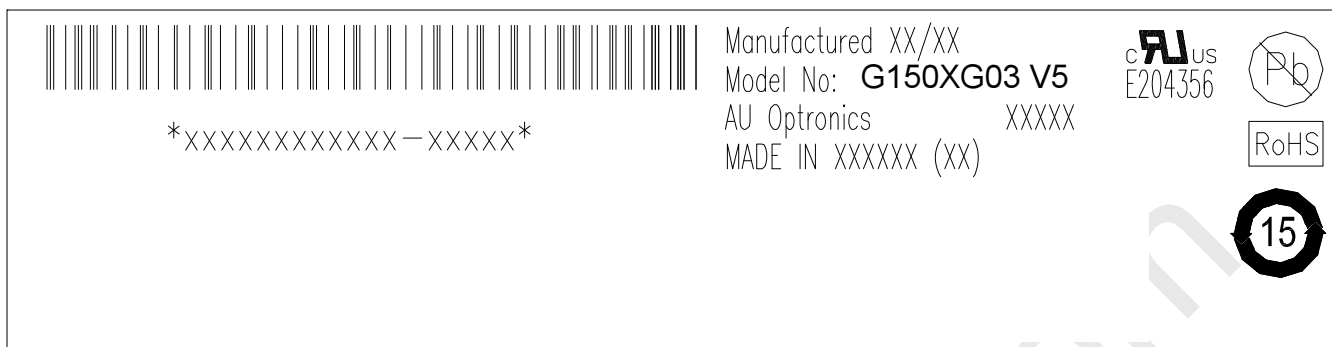 Manufactured XX/XX
Model No: G150XG03 V5
AU Optronics XXXXX
MADE IN XXXXXX (XX)
*XXXXXXXXXXXX-XXXXX*
c RU US
E204356
Pb
RoHS
15